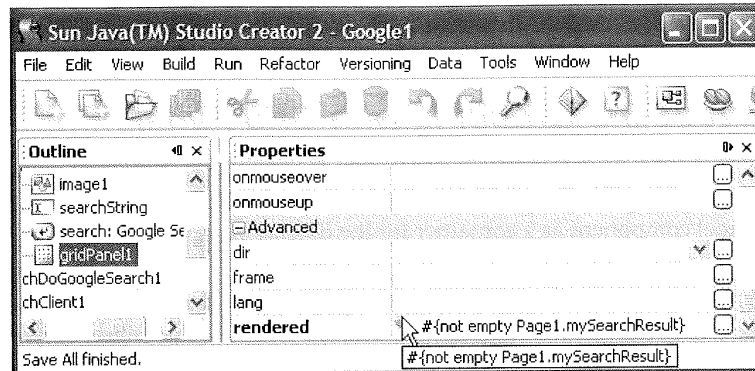 Sun Java(TM) Studio Creator 2 - Google1
File Edit View Build Run Refactor Versioning Data Tools Window Help
Outline
image1
searchString
search: Google Se
gridPanel1
chDoGoogleSearch1
chClient1
Properties
onmouseover
onmouseup
Advanced
dir
frame
lang
rendered #{not empty Page1.mySearchResult}
#{not empty Page1.mySearchResult}
Save All finished.